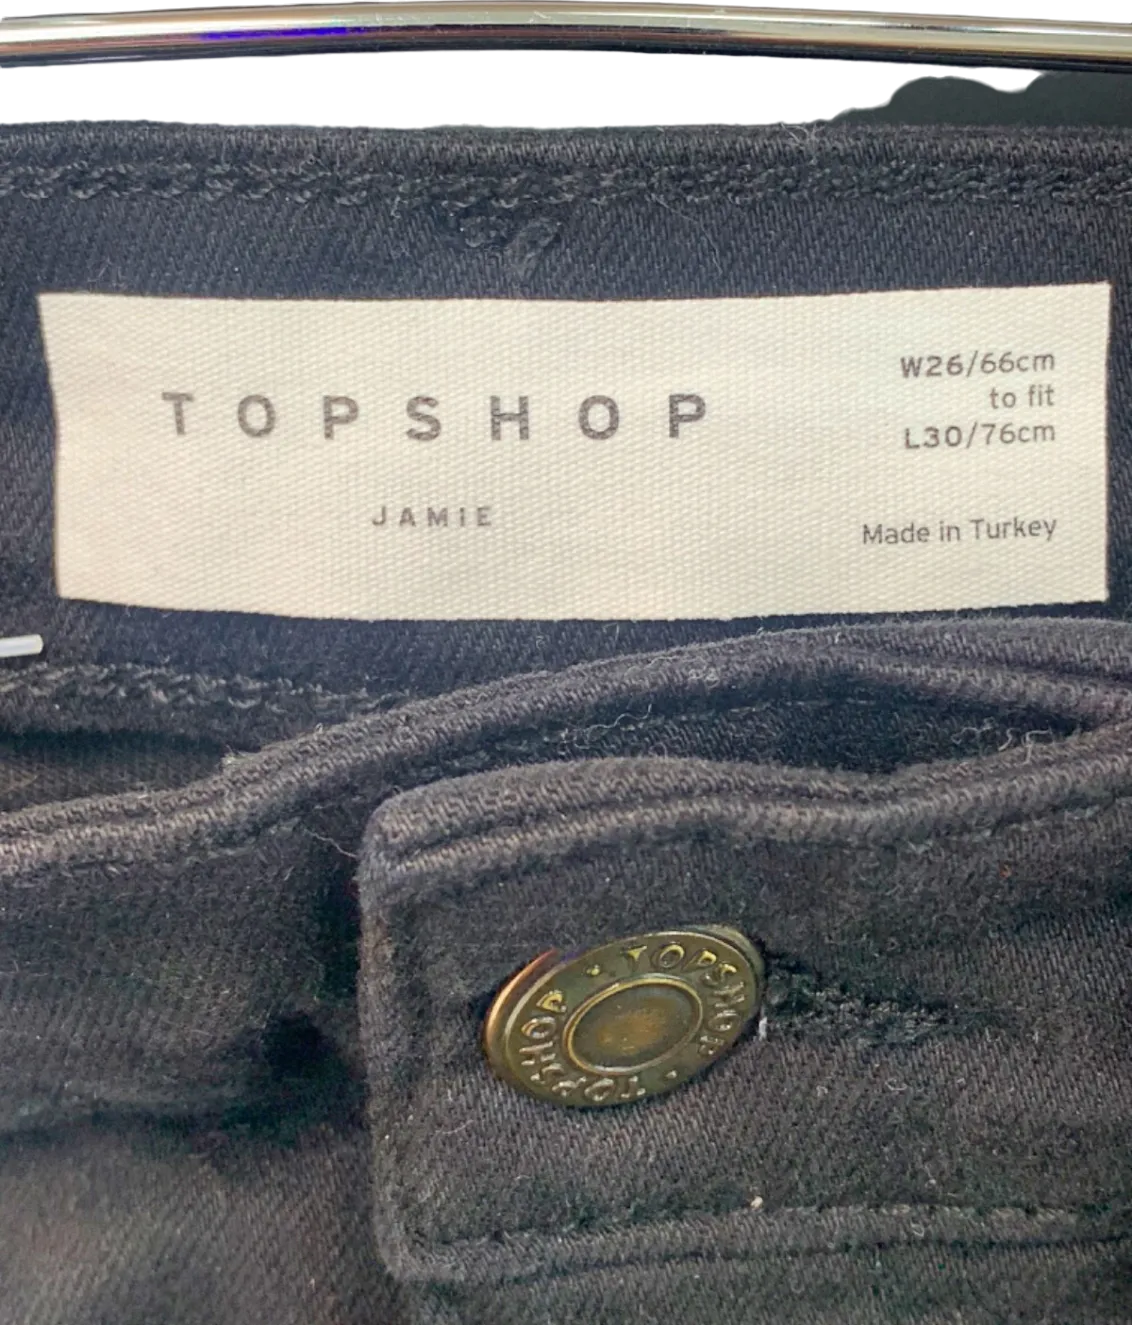 TOPSHOP
JAMIE
W26/66cm
to fit
L30/76cm
Made in Turkey
• TOPSHOP • TOPSHOP